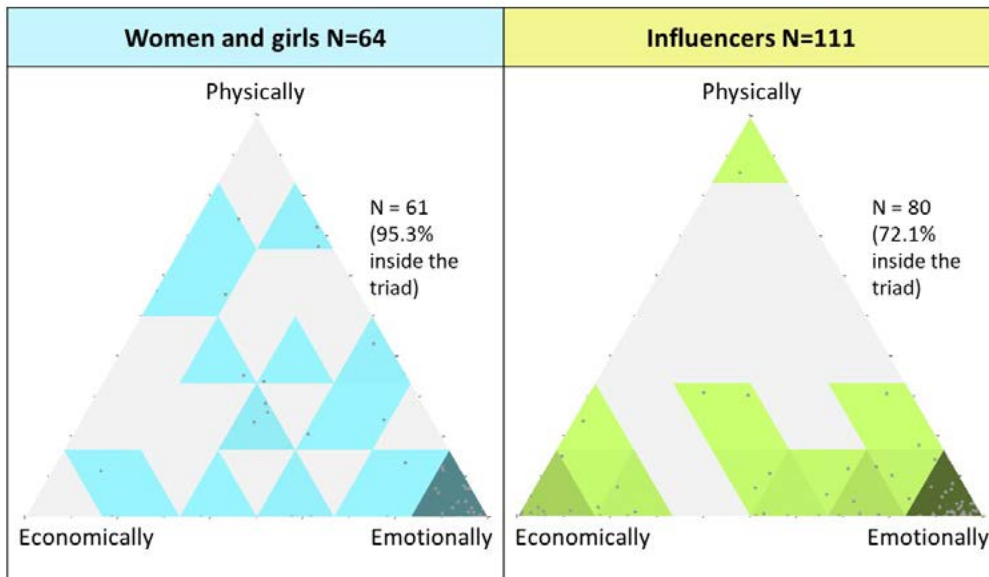 Women and girls N=64
Physically
N = 61
(95.3%
inside the
triad)
Economically
Emotionally
Influencers N=111
Physically
N = 80
(72.1%
inside the
triad)
Economically
Emotionally